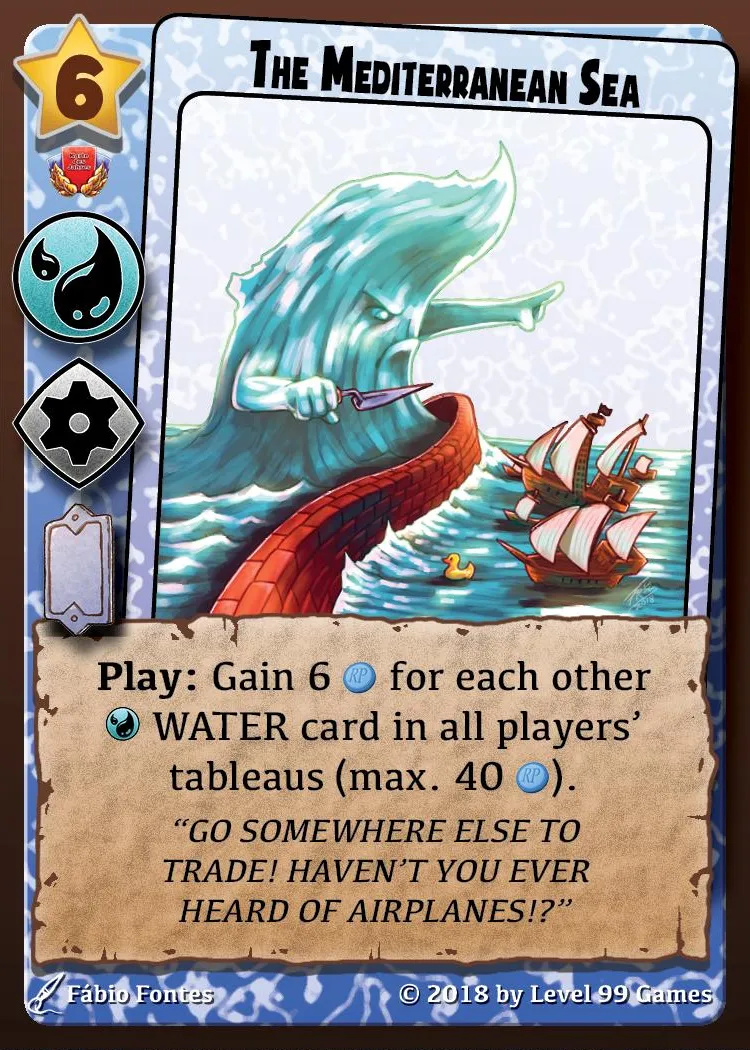 6
THE MEDITERRANEAN SEA
Play: Gain 6 RP for each other
WATER card in all players’
tableaus (max. 40 RP).
“GO SOMEWHERE ELSE TO
TRADE! HAVEN’T YOU EVER
HEARD OF AIRPLANES!?”
Fábio Fontes
© 2018 by Level 99 Games